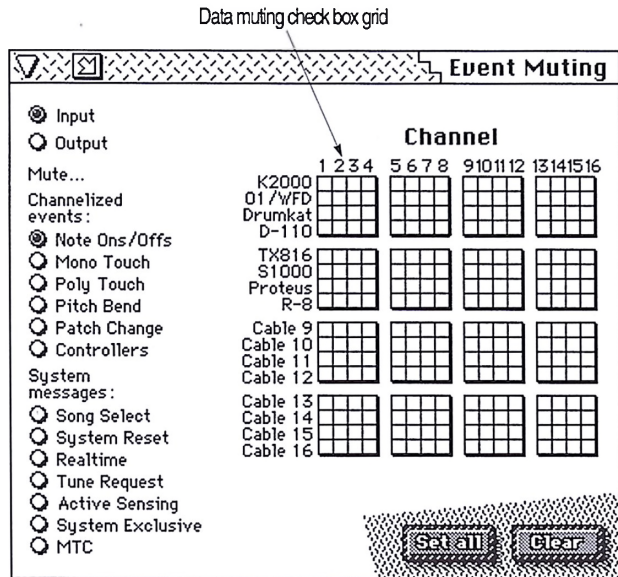 Data muting check box grid
Event Muting
Input
Output
Mute...
Channelized
events:
Note Ons/Offs
Mono Touch
Poly Touch
Pitch Bend
Patch Change
Controllers
System
messages:
Song Select
System Reset
Realtime
Tune Request
Active Sensing
System Exclusive
MTC
Channel
1 2 3 4 5 6 7 8 9 10 11 12 13 14 15 16
K2000
01/WFD
Drumkat
D-110
TX816
S1000
Proteus
R-8
Cable 9
Cable 10
Cable 11
Cable 12
Cable 13
Cable 14
Cable 15
Cable 16
Set all
Clear